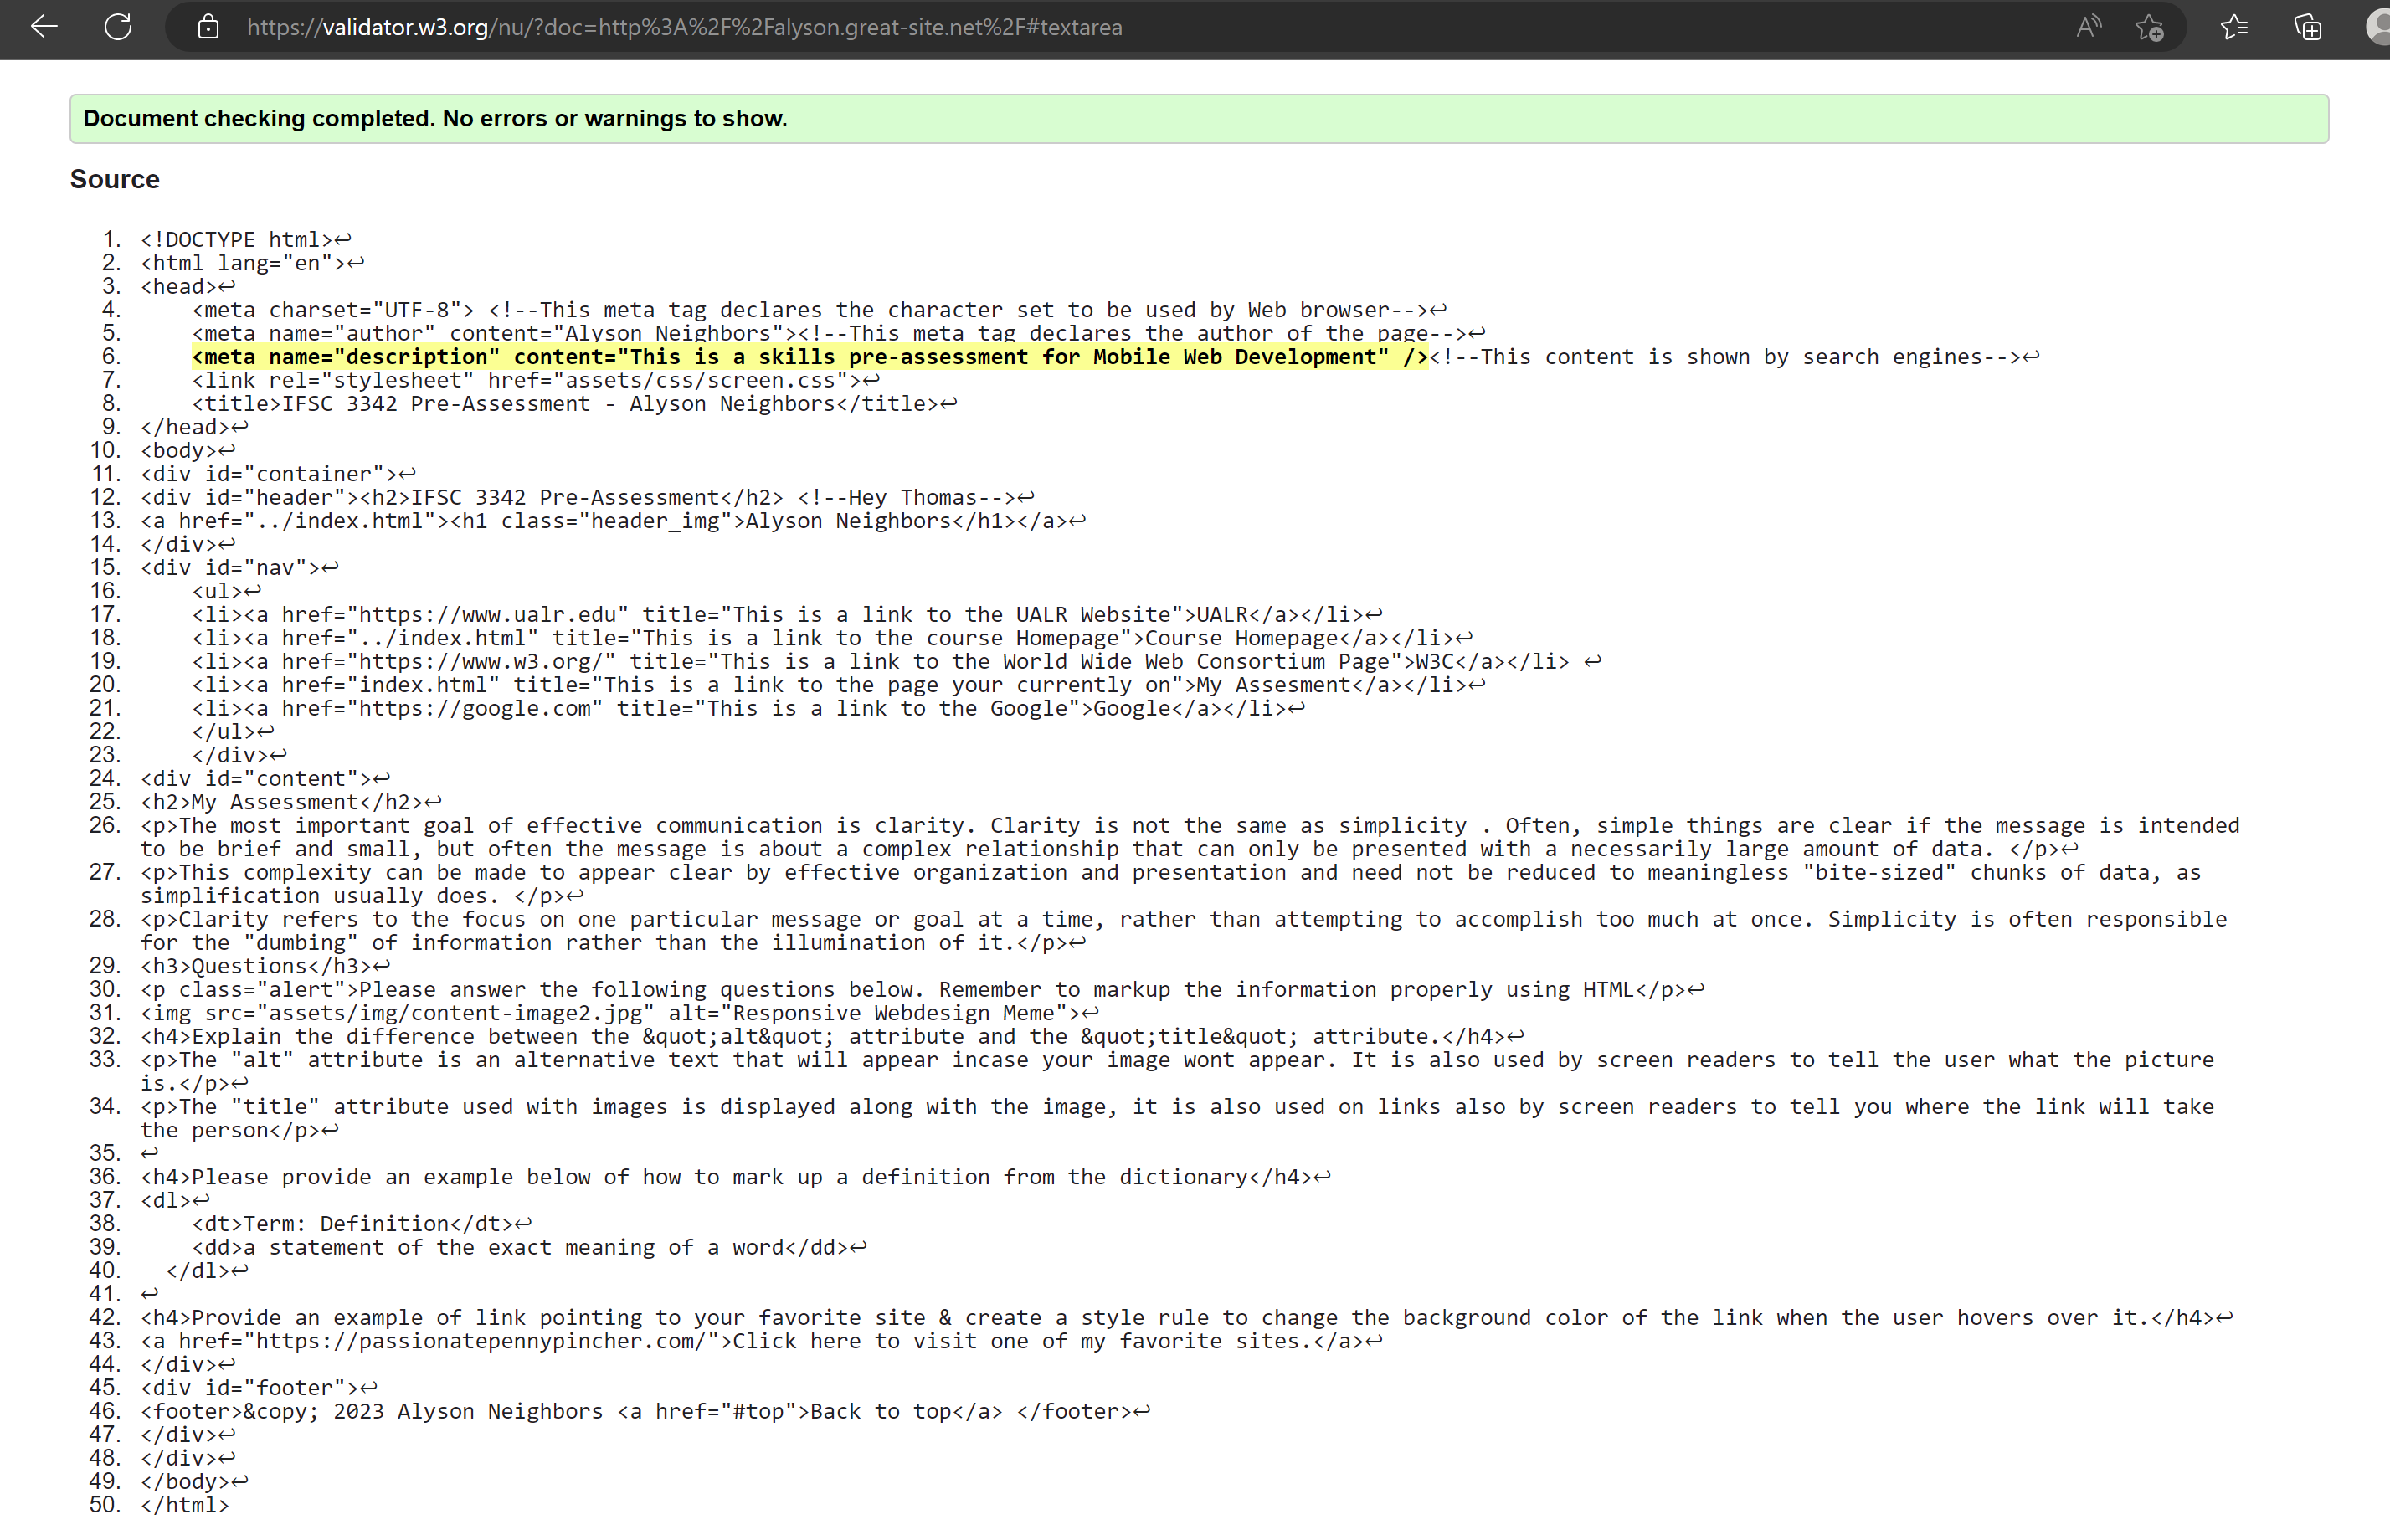 https://validator.w3.org/nu/?doc=http%3A%2F%2Falyson.great-site.net%2F#textarea
Document checking completed. No errors or warnings to show.
Source
1. <!DOCTYPE html>↩
2. <html lang="en">↩
3. <head>↩
4. <meta charset="UTF-8"> <!--This meta tag declares the character set to be used by Web browser-->↩
5. <meta name="author" content="Alyson Neighbors"><!--This meta tag declares the author of the page-->↩
6. <meta name="description" content="This is a skills pre-assessment for Mobile Web Development" /><!--This content is shown by search engines-->↩
7. <link rel="stylesheet" href="assets/css/screen.css">↩
8. <title>IFSC 3342 Pre-Assessment - Alyson Neighbors</title>↩
9. </head>↩
10. <body>↩
11. <div id="container">↩
12. <div id="header"><h2>IFSC 3342 Pre-Assessment</h2> <!--Hey Thomas-->↩
13. <a href="../index.html"><h1 class="header_img">Alyson Neighbors</h1></a>↩
14. </div>↩
15. <div id="nav">↩
16. <ul>↩
17. <li><a href="https://www.ualr.edu" title="This is a link to the UALR Website">UALR</a></li>↩
18. <li><a href="../index.html" title="This is a link to the course Homepage">Course Homepage</a></li>↩
19. <li><a href="https://www.w3.org/" title="This is a link to the World Wide Web Consortium Page">W3C</a></li> ↩
20. <li><a href="index.html" title="This is a link to the page your currently on">My Assesment</a></li>↩
21. <li><a href="https://google.com" title="This is a link to the Google">Google</a></li>↩
22. </ul>↩
23. </div>↩
24. <div id="content">↩
25. <h2>My Assessment</h2>↩
26. <p>The most important goal of effective communication is clarity. Clarity is not the same as simplicity . Often, simple things are clear if the message is intended
to be brief and small, but often the message is about a complex relationship that can only be presented with a necessarily large amount of data. </p>↩
27. <p>This complexity can be made to appear clear by effective organization and presentation and need not be reduced to meaningless "bite-sized" chunks of data, as
simplification usually does. </p>↩
28. <p>Clarity refers to the focus on one particular message or goal at a time, rather than attempting to accomplish too much at once. Simplicity is often responsible
for the "dumbing" of information rather than the illumination of it.</p>↩
29. <h3>Questions</h3>↩
30. <p class="alert">Please answer the following questions below. Remember to markup the information properly using HTML</p>↩
31. <img src="assets/img/content-image2.jpg" alt="Responsive Webdesign Meme">↩
32. <h4>Explain the difference between the &quot;alt&quot; attribute and the &quot;title&quot; attribute.</h4>↩
33. <p>The "alt" attribute is an alternative text that will appear incase your image wont appear. It is also used by screen readers to tell the user what the picture
is.</p>↩
34. <p>The "title" attribute used with images is displayed along with the image, it is also used on links also by screen readers to tell you where the link will take
the person</p>↩
35. ↩
36. <h4>Please provide an example below of how to mark up a definition from the dictionary</h4>↩
37. <dl>↩
38. <dt>Term: Definition</dt>↩
39. <dd>a statement of the exact meaning of a word</dd>↩
40. </dl>↩
41. ↩
42. <h4>Provide an example of link pointing to your favorite site & create a style rule to change the background color of the link when the user hovers over it.</h4>↩
43. <a href="https://passionatepennypincher.com/">Click here to visit one of my favorite sites.</a>↩
44. </div>↩
45. <div id="footer">↩
46. <footer>&copy; 2023 Alyson Neighbors <a href="#top">Back to top</a> </footer>↩
47. </div>↩
48. </div>↩
49. </body>↩
50. </html>